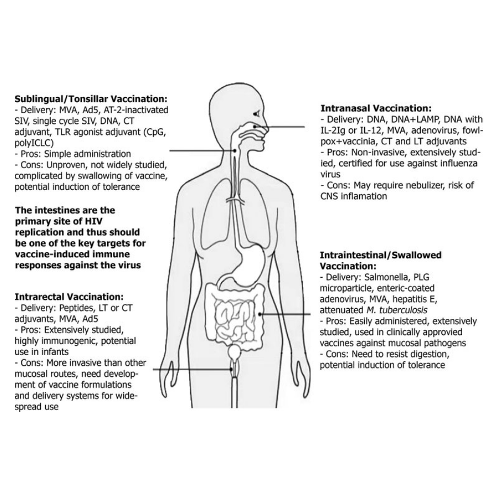 Sublingual/Tonsillar Vaccination:
- Delivery: MVA, Ad5, AT-2-inactivated
SIV, single cycle SIV, DNA, CT
adjuvant, TLR agonist adjuvant (CpG,
polyICLC)
- Pros: Simple administration
- Cons: Unproven, not widely studied,
complicated by swallowing of vaccine,
potential induction of tolerance
The intestines are the
primary site of HIV
replication and thus should
be one of the key targets for
vaccine-induced immune
responses against the virus
Intrarectal Vaccination:
- Delivery: Peptides, LT or CT
adjuvants, MVA, Ad5
- Pros: Extensively studied,
highly immunogenic, potential
use in infants
- Cons: More invasive than other
mucosal routes, need develop-
ment of vaccine formulations
and delivery systems for wide-
spread use
Intranasal Vaccination:
- Delivery: DNA, DNA+LAMP, DNA with
IL-2Ig or IL-12, MVA, adenovirus, fowl-
pox+vaccinia, CT and LT adjuvants
- Pros: Non-invasive, extensively stud-
ied, certified for use against influenza
virus
- Cons: May require nebulizer, risk of
CNS inflamation
Intraintestinal/Swallowed
Vaccination:
- Delivery: Salmonella, PLG
microparticle, enteric-coated
adenovirus, MVA, hepatitis E,
attenuated M. tuberculosis
- Pros: Easily administered, extensively
studied, used in clinically approvied
vaccines against mucosal pathogens
- Cons: Need to resist digestion,
potential induction of tolerance